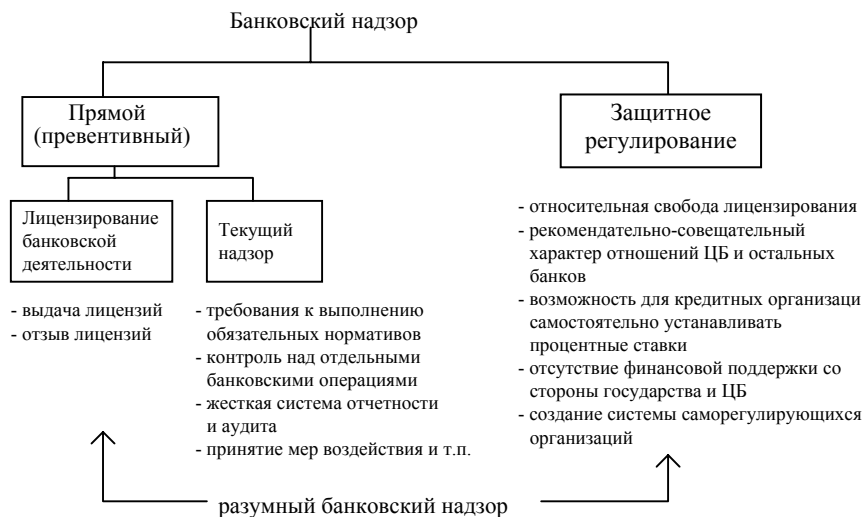 Банковский надзор
Прямой
(превентивный)
Защитное
регулирование
Лицензирование
банковской
деятельности
Текущий
надзор
- выдача лицензий
- отзыв лицензий
- требования к выполнению
обязательных нормативов
- контроль над отдельными
банковскими операциями
- жесткая система отчетности
и аудита
- принятие мер воздействия и т.п.
- относительная свобода лицензирования
- рекомендательно-совещательный
характер отношений ЦБ и остальных
банков
- возможность для кредитных организаци
самостоятельно устанавливать
процентные ставки
- отсутствие финансовой поддержки со
стороны государства и ЦБ
- создание системы саморегулирующихся
организаций
разумный банковский надзор